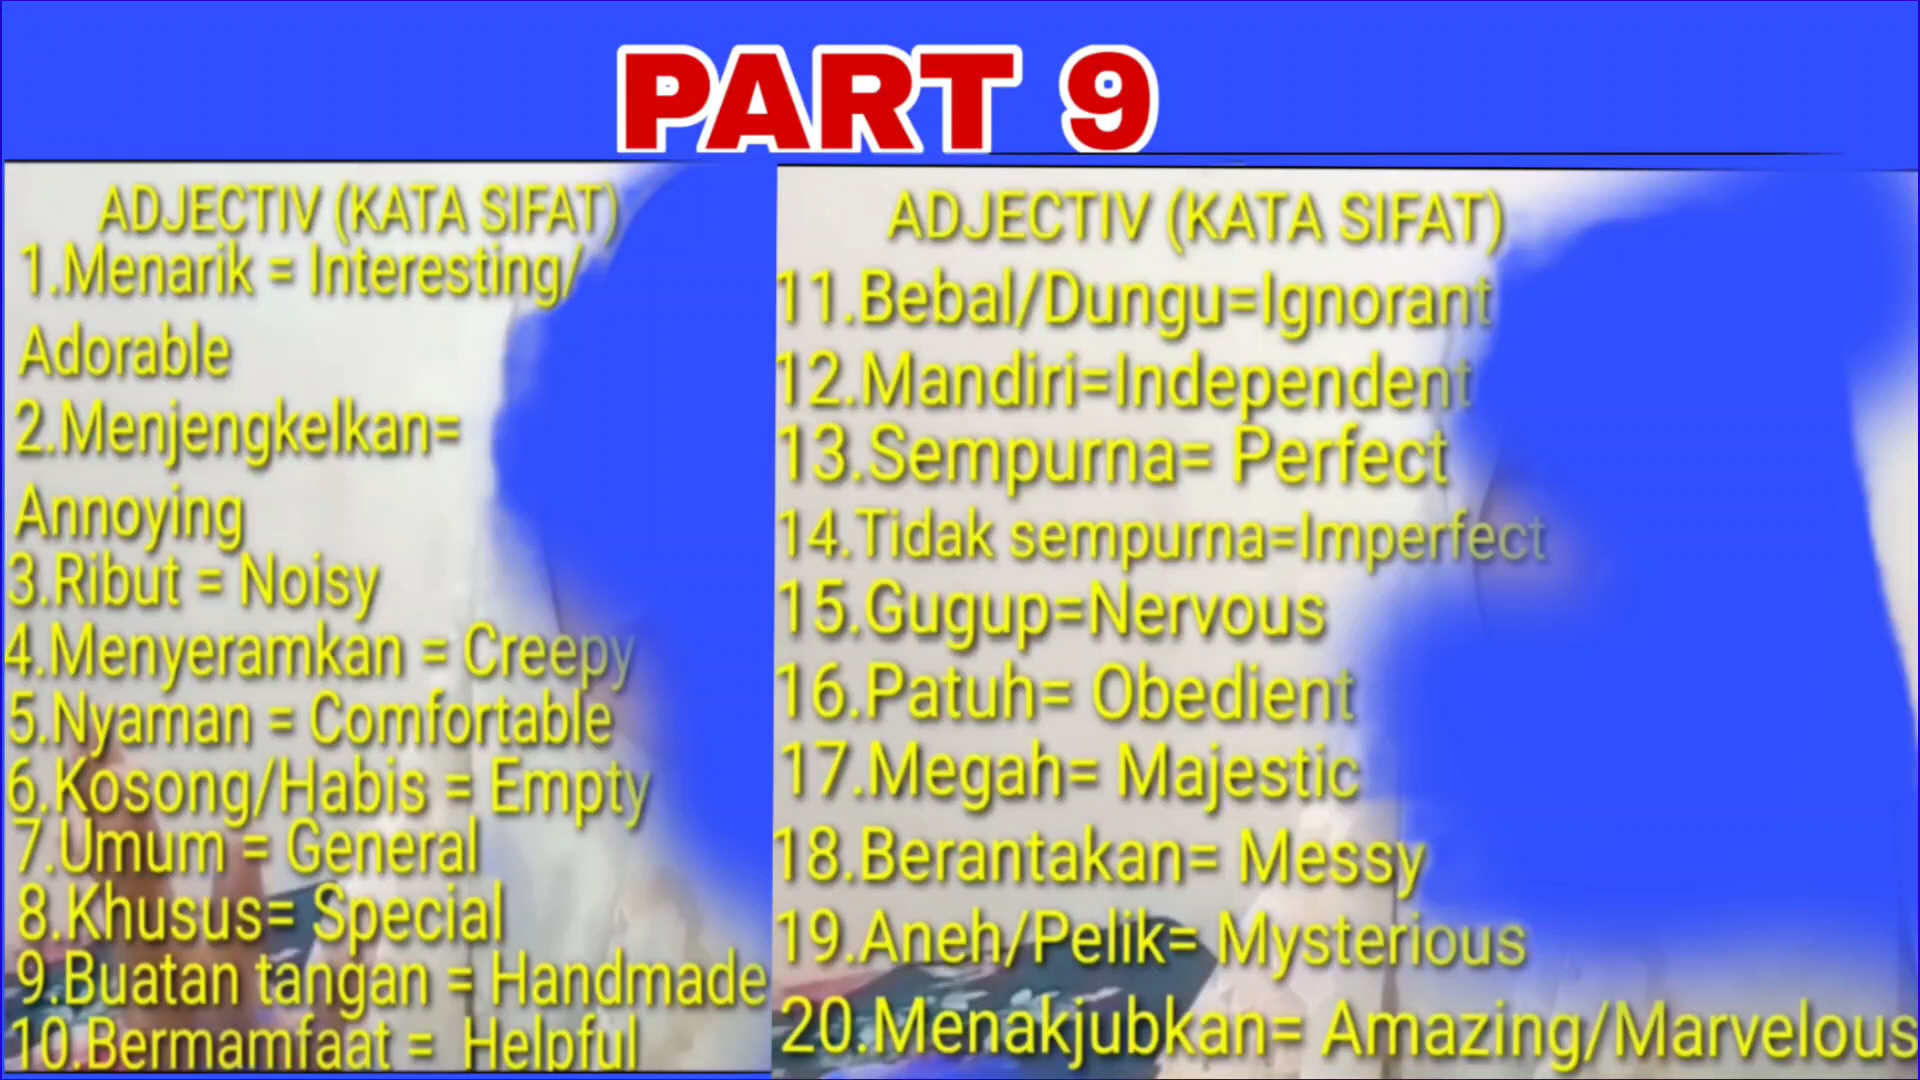 PART 9
ADJECTIV (KATA SIFAT)
1.Menarik = Interesting/
Adorable
2.Menjengkelkan=
Annoying
3.Ribut = Noisy
4.Menyeramkan = Creepy
5.Nyaman = Comfortable
6.Kosong/Habis = Empty
7.Umum = General
8.Khusus= Special
9.Buatan tangan = Handmade
10.Bermamfaat = Helpful
ADJECTIV (KATA SIFAT)
11.Bebal/Dungu=Ignorant
12.Mandiri=Independent
13.Sempurna= Perfect
14.Tidak sempurna=Imperfect
15.Gugup=Nervous
16.Patuh= Obedient
17.Megah= Majestic
18.Berantakan= Messy
19.Aneh/Pelik= Mysterious
20.Menakjubkan= Amazing/Marvelous